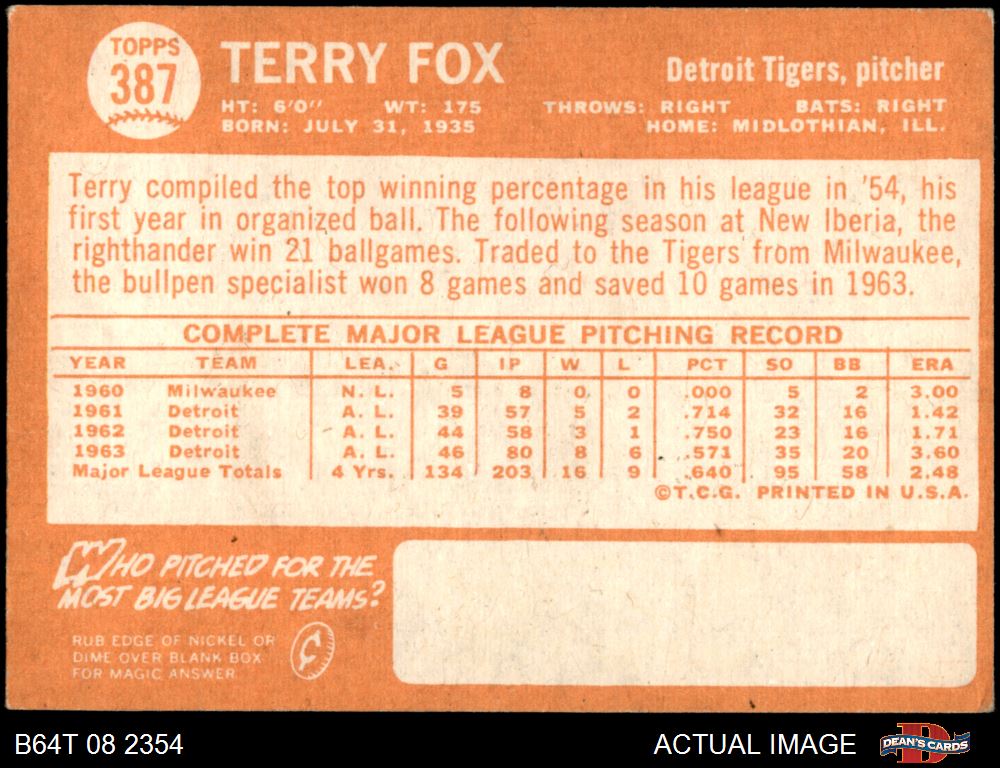 TOPPS
387
TERRY FOX
Detroit Tigers, pitcher
HT: 6'0" WT: 175 THROWS: RIGHT BATS: RIGHT
BORN: JULY 31, 1935 HOME: MIDLOTHIAN, ILL.
Terry compiled the top winning percentage in his league in '54, his
first year in organized ball. The following season at New Iberia, the
righthander win 21 ballgames. Traded to the Tigers from Milwaukee,
the bullpen specialist won 8 games and saved 10 games in 1963.
COMPLETE MAJOR LEAGUE PITCHING RECORD
YEAR TEAM LEA. G IP W L PCT SO BB ERA
1960 Milwaukee N. L. 5 8 0 0 .000 5 2 3.00
1961 Detroit A. L. 39 57 5 2 .714 32 16 1.42
1962 Detroit A. L. 44 58 3 1 .750 23 16 1.71
1963 Detroit A. L. 46 80 8 6 .571 35 20 3.60
Major League Totals 4 Yrs. 134 203 16 9 .640 95 58 2.48
©T.C.G. PRINTED IN U.S.A.
WHO PITCHED FOR THE
MOST BIG LEAGUE TEAMS?
RUB EDGE OF NICKEL OR
DIME OVER BLANK BOX
FOR MAGIC ANSWER
B64T 08 2354 ACTUAL IMAGE DEAN'S CARDS